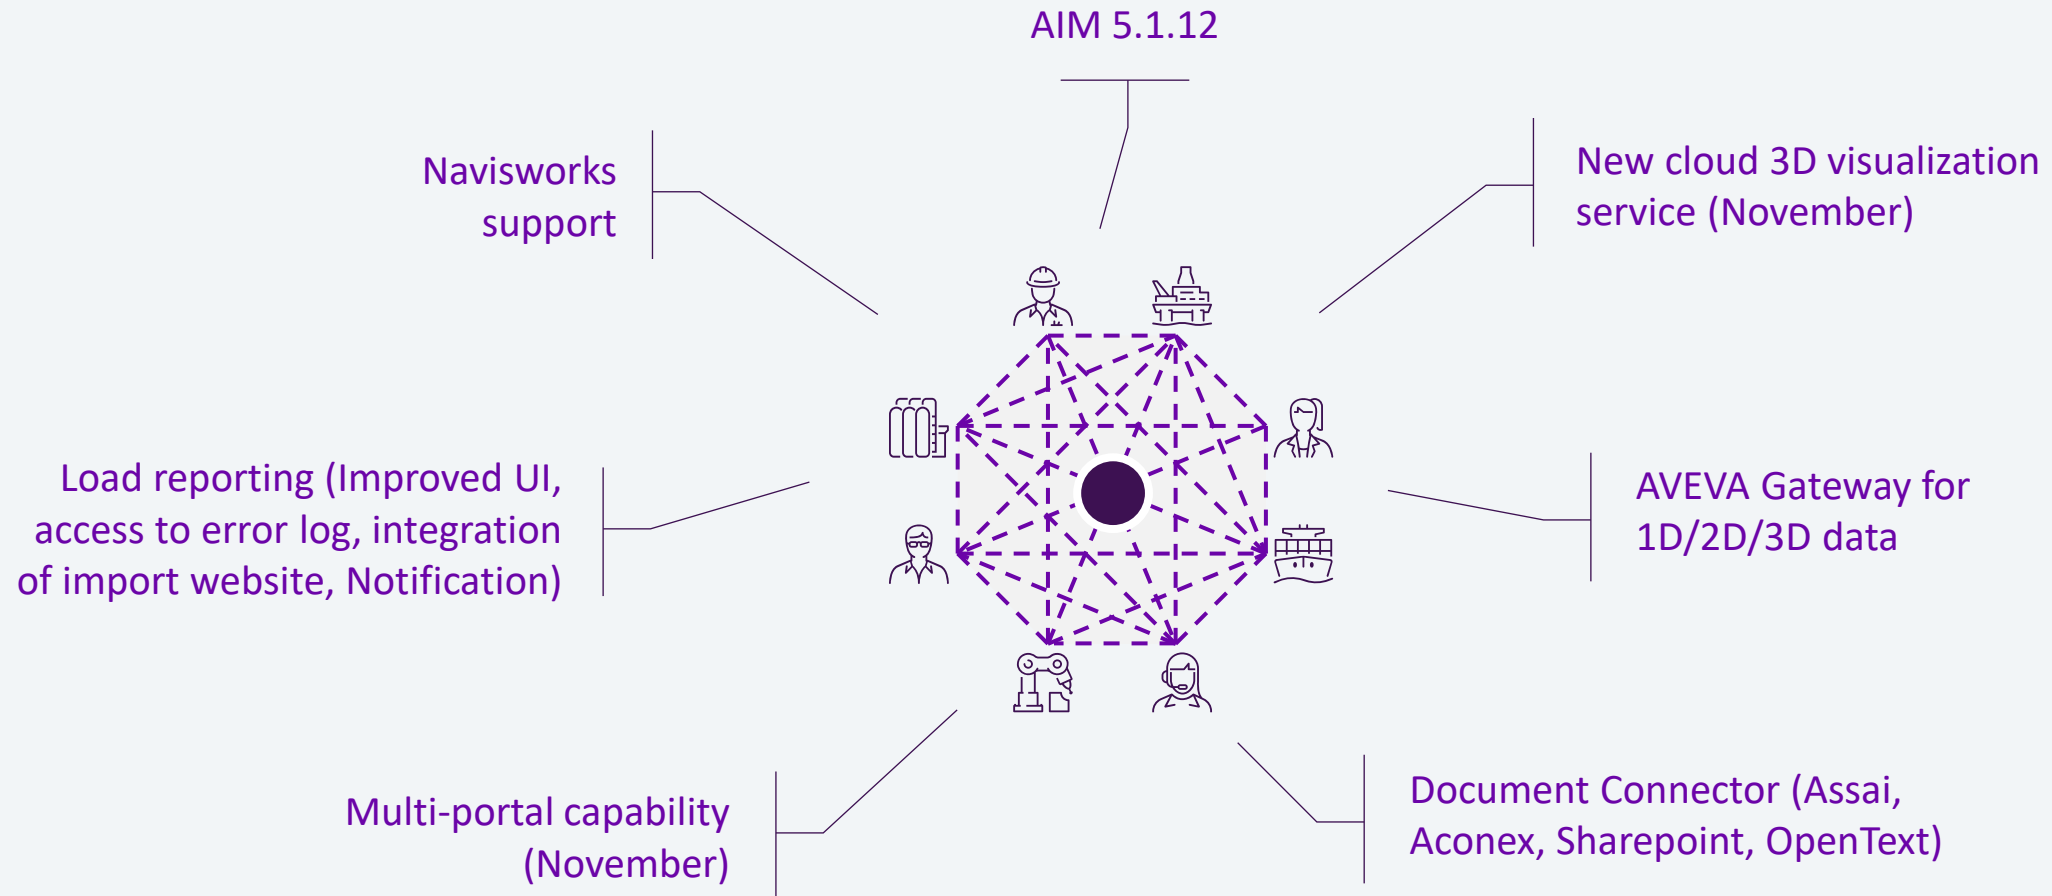 AIM 5.1.12
Navisworks
support
New cloud 3D visualization
service (November)
Load reporting (Improved UI,
access to error log, integration
of import website, Notification)
AVEVA Gateway for
1D/2D/3D data
Multi-portal capability
(November)
Document Connector (Assai,
Aconex, Sharepoint, OpenText)